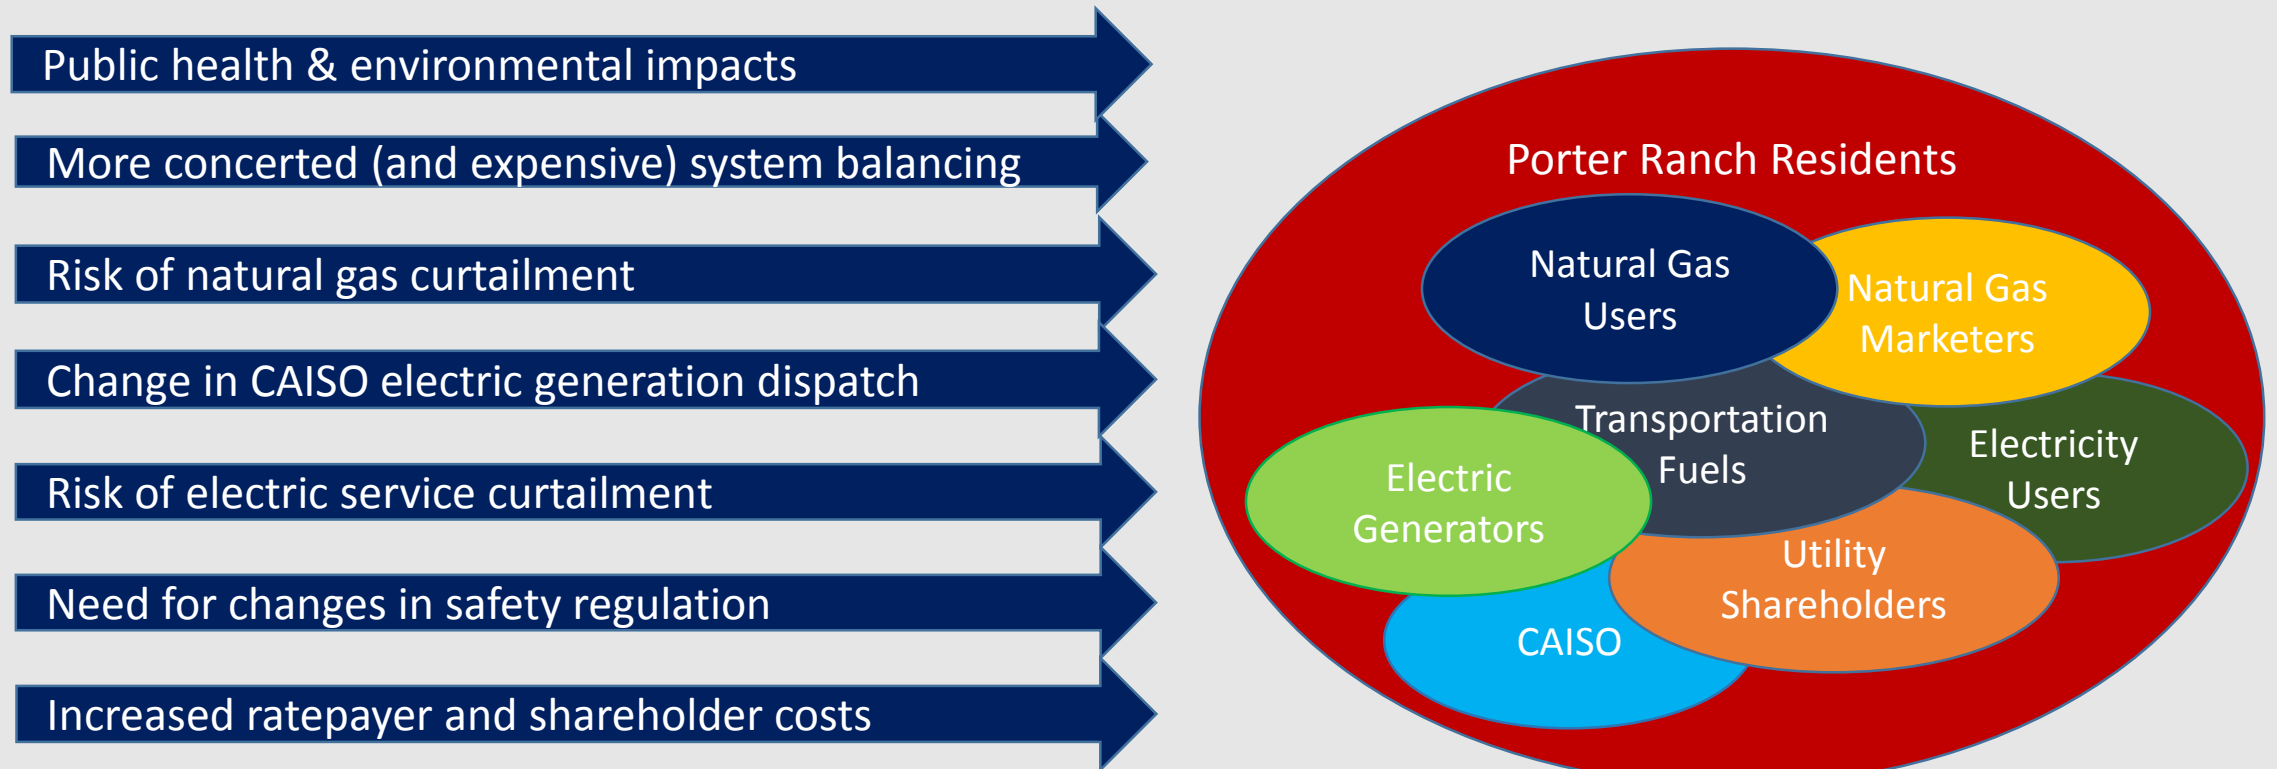 Public health & environmental impacts
More concerted (and expensive) system balancing
Risk of natural gas curtailment
Change in CAISO electric generation dispatch
Risk of electric service curtailment
Need for changes in safety regulation
Increased ratepayer and shareholder costs
Porter Ranch Residents
Natural Gas
Users
Natural Gas
Marketers
Transportation
Fuels
Electricity
Users
Electric
Generators
Utility
Shareholders
CAISO